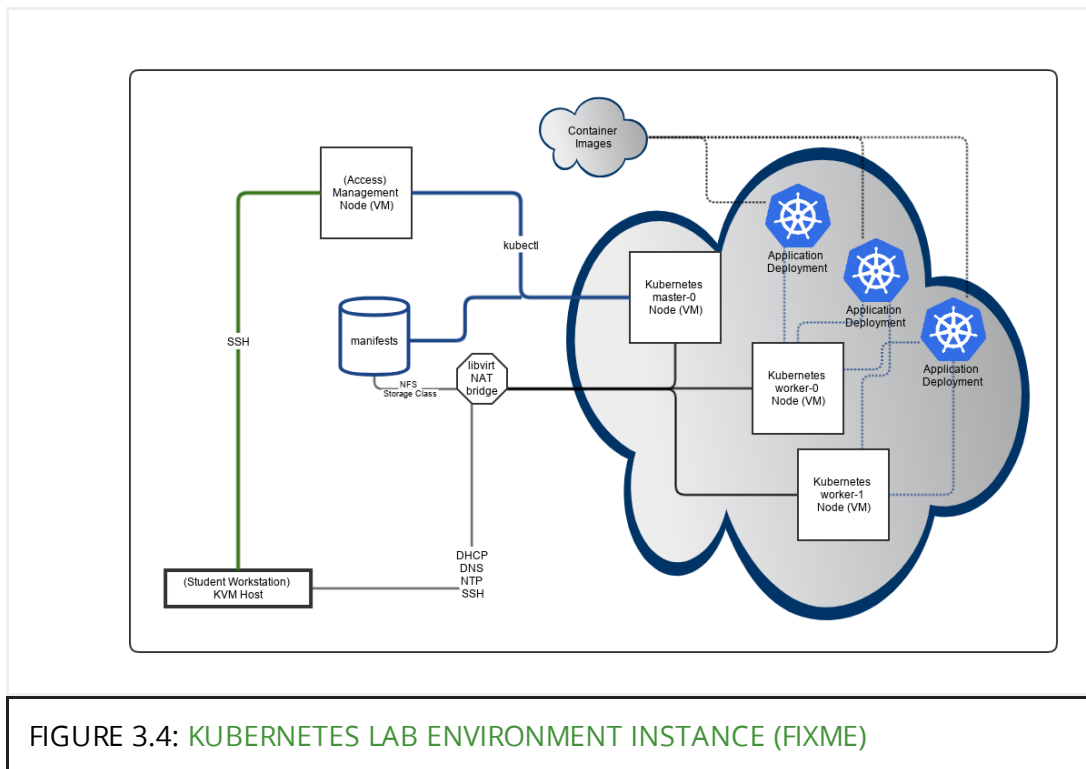 Container
Images
(Access)
Management
Node (VM)
kubectl
Application
Deployment
Kubernetes
master-0
Node (VM)
Application
Deployment
manifests
SSH
libvirt
NAT
bridge
NFS
Storage Class
Application
Deployment
Kubernetes
worker-0
Node (VM)
Kubernetes
worker-1
Node (VM)
DHCP
DNS
NTP
SSH
(Student Workstation)
KVM Host
FIGURE 3.4: KUBERNETES LAB ENVIRONMENT INSTANCE (FIXME)